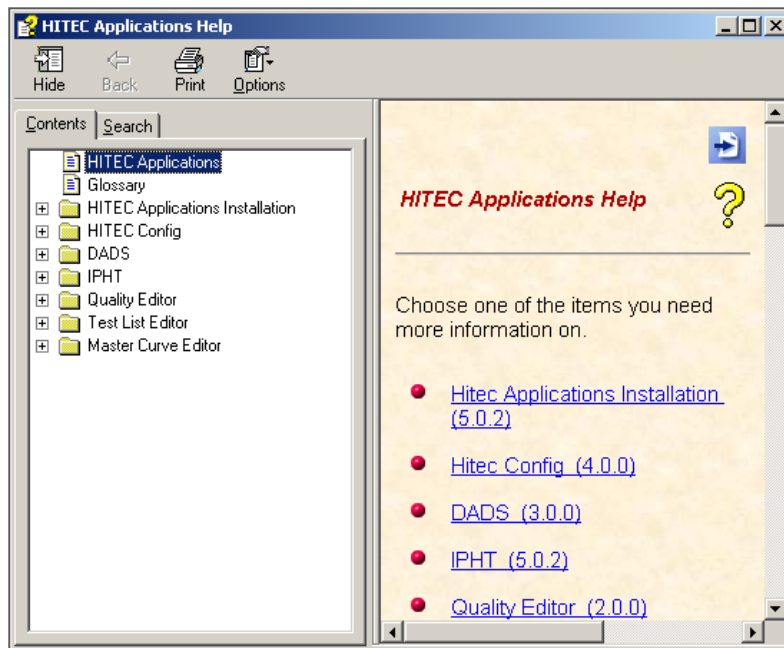 HITEC Applications Help
Hide
Back
Print
Options
Contents
Search
HITEC Applications
Glossary
HITEC Applications Installation
HITEC Config
DADS
IPHT
Quality Editor
Test List Editor
Master Curve Editor
HITEC Applications Help
Choose one of the items you need
more information on.
Hitec Applications Installation
(5.0.2)
Hitec Config (4.0.0)
DADS (3.0.0)
IPHT (5.0.2)
Quality Editor (2.0.0)